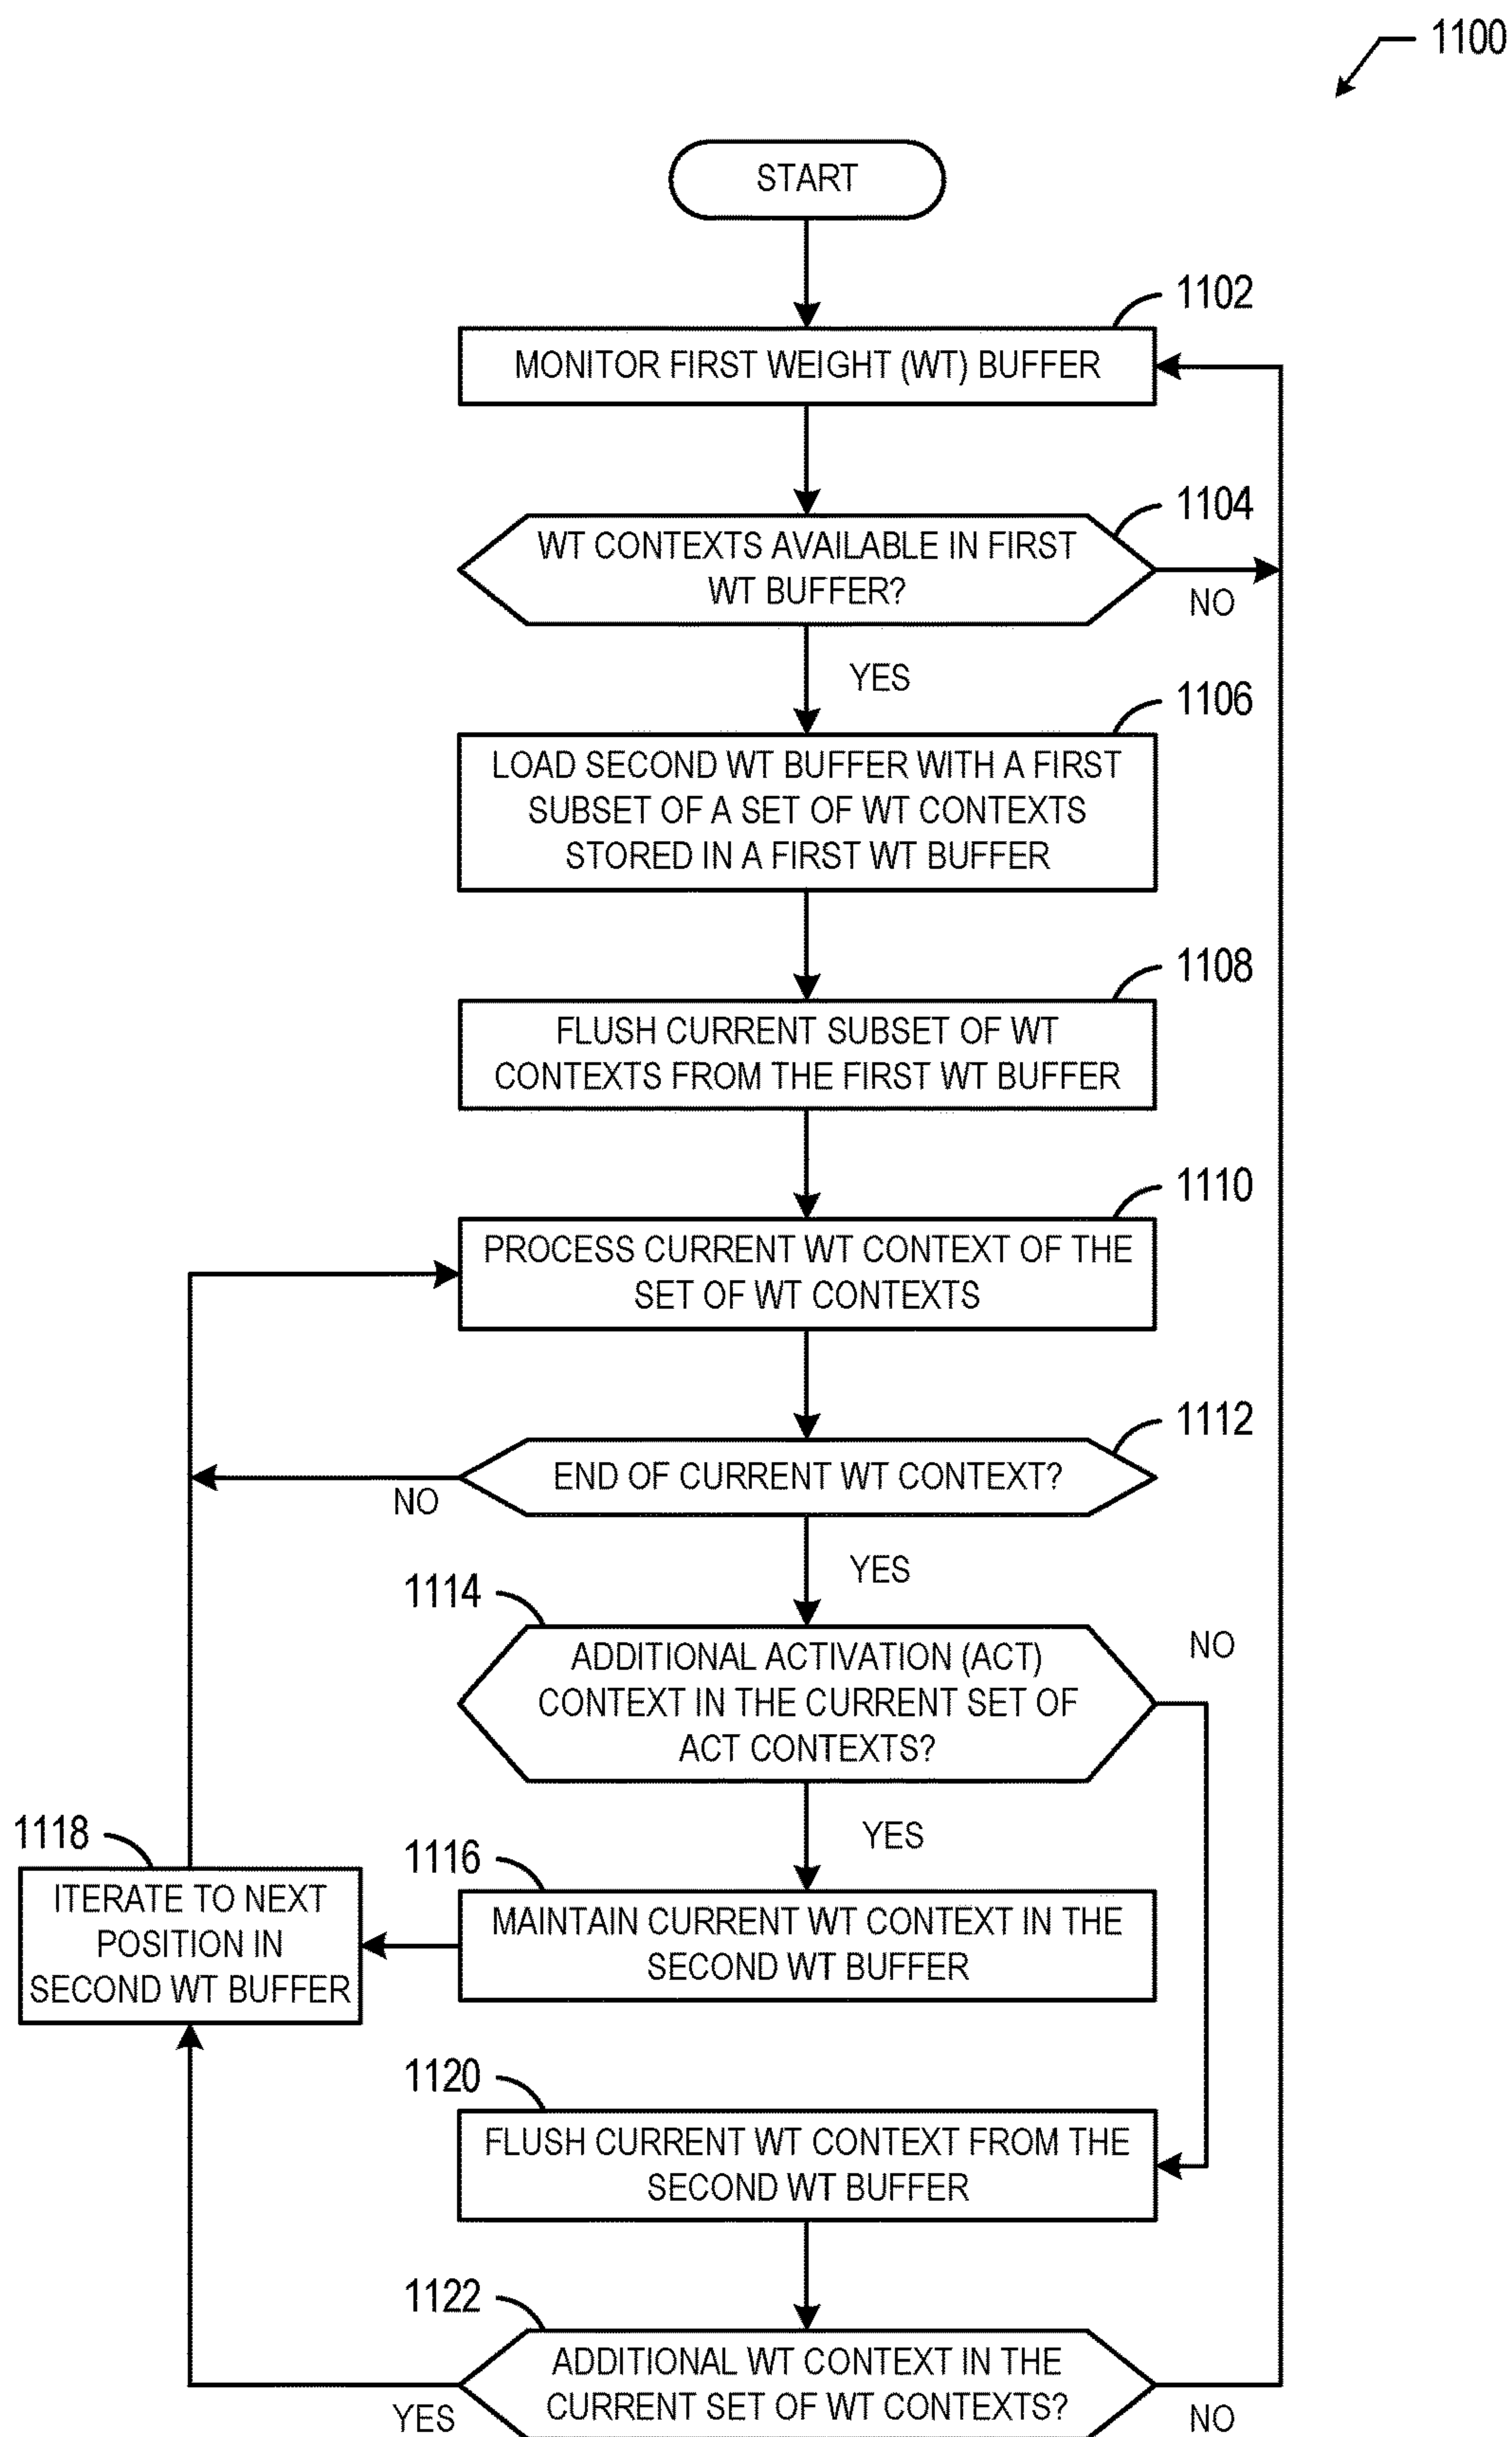 1100
START
1102
MONITOR FIRST WEIGHT (WT) BUFFER
1104
WT CONTEXTS AVAILABLE IN FIRST
WT BUFFER?
NO
YES
1106
LOAD SECOND WT BUFFER WITH A FIRST
SUBSET OF A SET OF WT CONTEXTS
STORED IN A FIRST WT BUFFER
1108
FLUSH CURRENT SUBSET OF WT
CONTEXTS FROM THE FIRST WT BUFFER
1110
PROCESS CURRENT WT CONTEXT OF THE
SET OF WT CONTEXTS
1112
END OF CURRENT WT CONTEXT?
NO
YES
1114
ADDITIONAL ACTIVATION (ACT)
CONTEXT IN THE CURRENT SET OF
ACT CONTEXTS?
NO
YES
1118
ITERATE TO NEXT
POSITION IN
SECOND WT BUFFER
1116
MAINTAIN CURRENT WT CONTEXT IN THE
SECOND WT BUFFER
1120
FLUSH CURRENT WT CONTEXT FROM THE
SECOND WT BUFFER
1122
ADDITIONAL WT CONTEXT IN THE
CURRENT SET OF WT CONTEXTS?
YES
NO